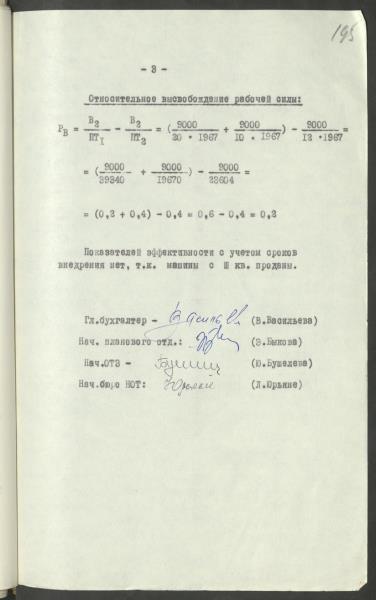 195
- 3 -
Относительное высвобождение рабочей силы:
Р_В = В_2/ПТ_1 - В_2/ПТ_2 = (9000/20 · 1967 + 9000/10 · 1967) - 9000/12 · 1967 =
= (9000/39340 + 9000/19670) - 9000/23604 =
= (0,2 + 0,4) - 0,4 = 0,6 - 0,4 = 0,2
Показателей эффективности с учетом сроков
внедрения нет, т.к. машины с Ш кв. проданы.
Гл.бухгалтер - (В.Васильева)
Нач. планового отд.: (З.Быкова)
Нач.ОТЗ - (Ю.Бушелева)
Нач.бюро НОТ: (Л.Юрьяне)